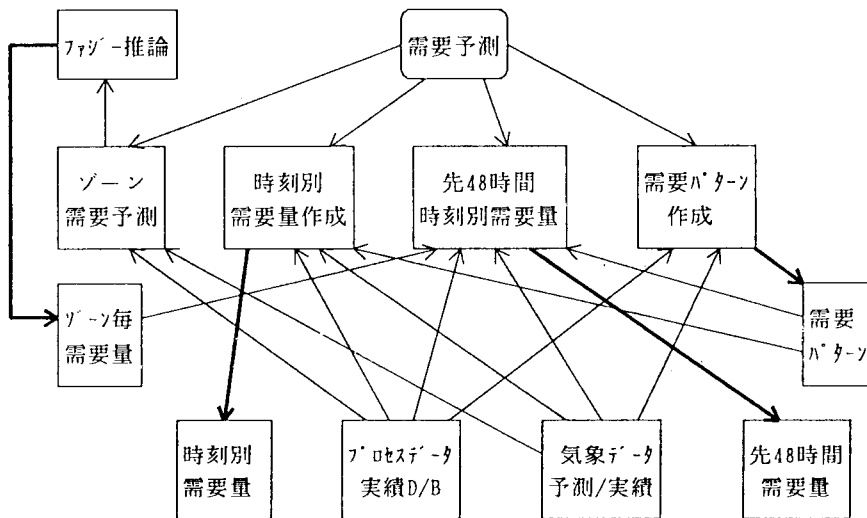 ファジー推論
需要予測
ゾーン
需要予測
時刻別
需要量作成
先48時間
時刻別需要量
需要パターン
作成
ゾーン毎
需要量
需要
パターン
時刻別
需要量
プロセスデータ
実績D/B
気象データ
予測/実績
先48時間
需要量